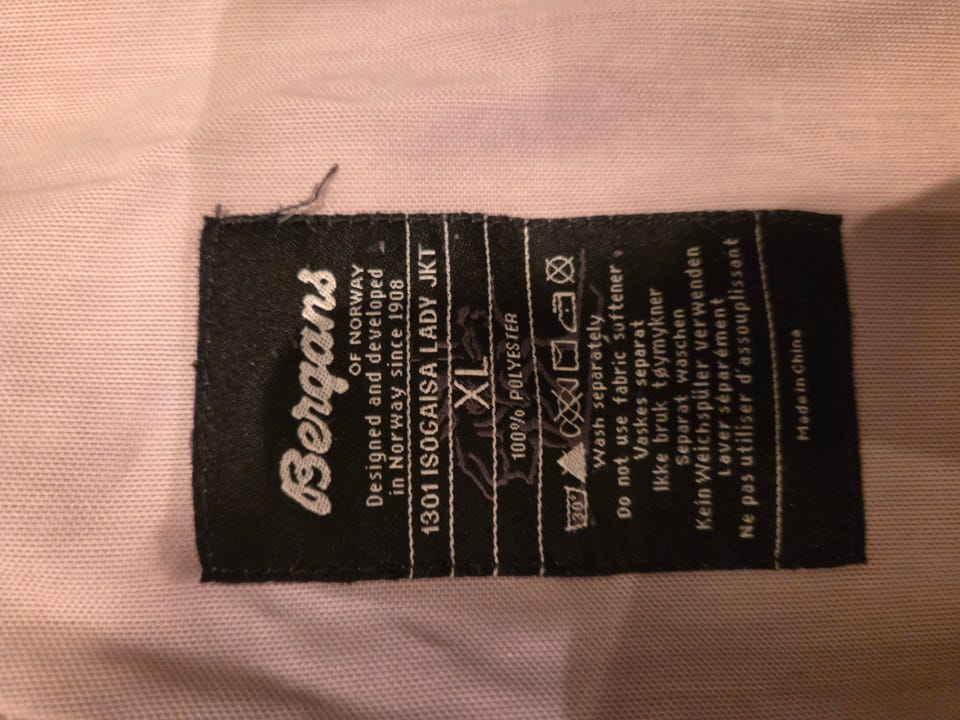 Bergans
OF NORWAY
Designed and developed
in Norway since 1908
1301 ISOGAISA LADY JKT
XL
100% POLYESTER
30°
Wash separately
Do not use fabric suftener
Vaskes separat
Ikke bruk tøymykner
Separat waschen
Kein Weichspüler verwenden
Laver séparément
Ne pas utiliser d'assouplissant
Made in China